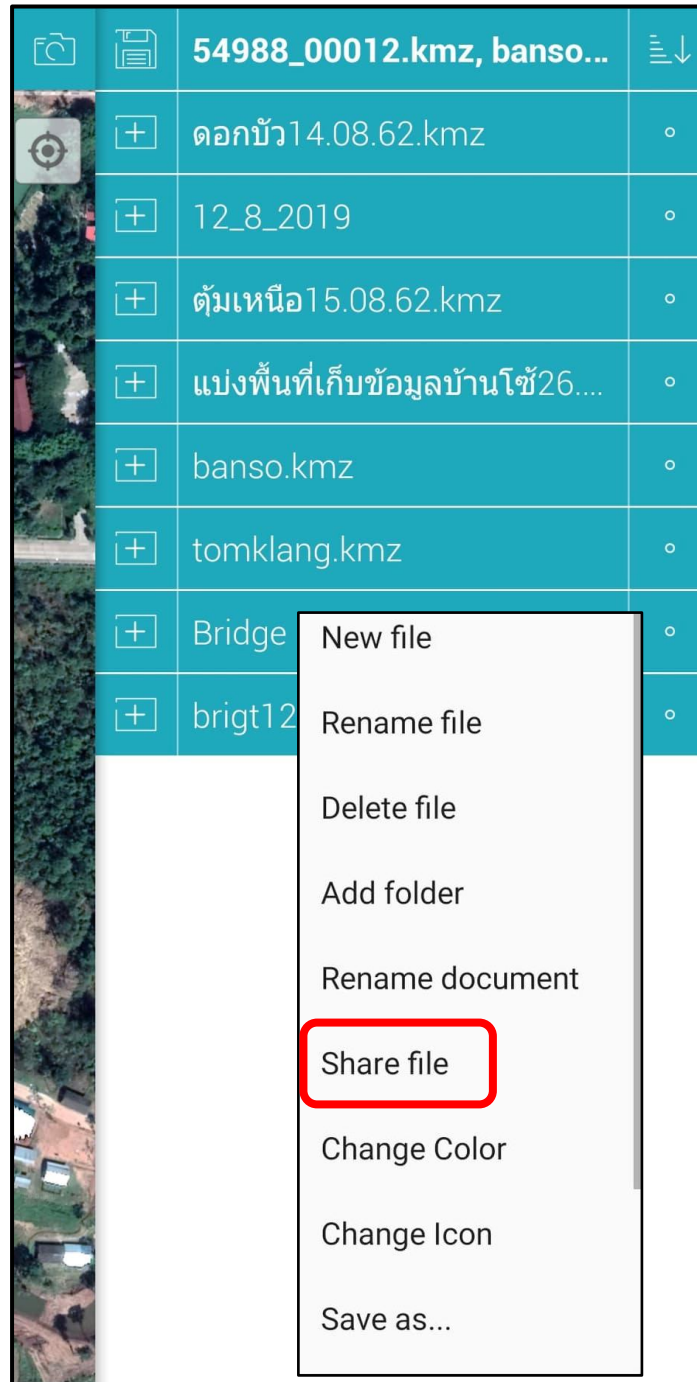 54988_00012.kmz, banso...
ดอกบัว14.08.62.kmz
12_8_2019
ตุ้มเหนือ15.08.62.kmz
แบ่งพื้นที่เก็บข้อมูลบ้านโซ้26....
banso.kmz
tomklang.kmz
Bridge
brigt12
New file
Rename file
Delete file
Add folder
Rename document
Share file
Change Color
Change Icon
Save as...